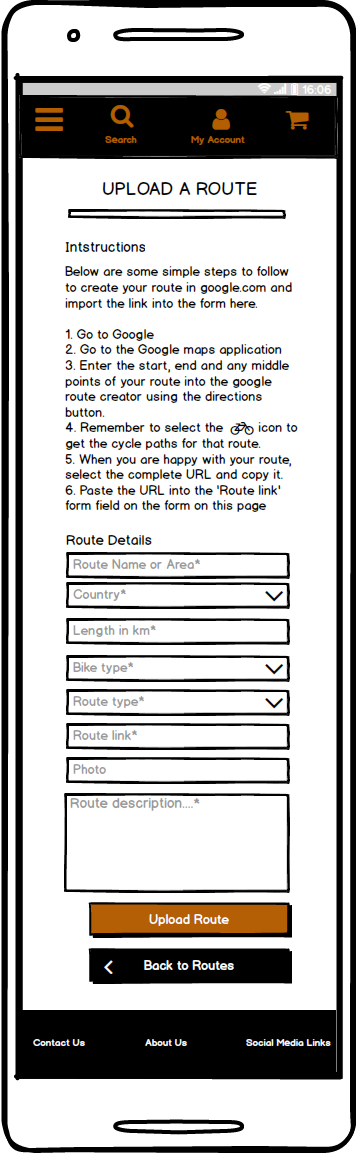 16:06
Search
My Account
UPLOAD A ROUTE
Intstructions
Below are some simple steps to follow
to create your route in google.com and
import the link into the form here.
1. Go to Google
2. Go to the Google maps application
3. Enter the start, end and any middle
points of your route into the google
route creator using the directions
button.
4. Remember to select the icon to
get the cycle paths for that route.
5. When you are happy with your route,
select the complete URL and copy it.
6. Paste the URL into the 'Route link'
form field on the form on this page
Route Details
Route Name or Area*
Country*
Length in km*
Bike type*
Route type*
Route link*
Photo
Route description....*
Upload Route
Back to Routes
Contact Us About Us Social Media Links